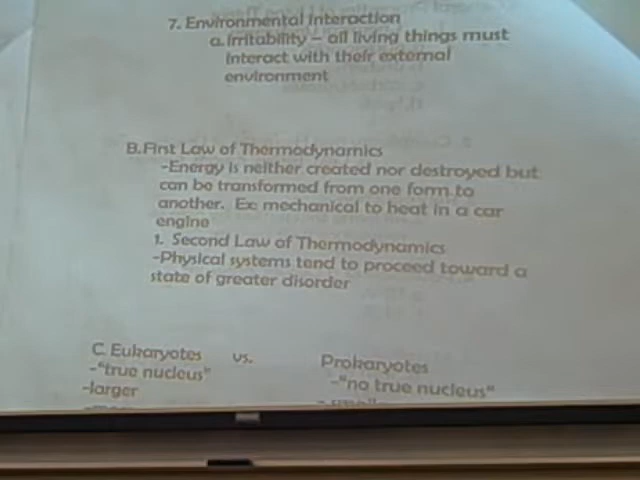 7. Environmental Interaction
a. Irritability – all living things must
interact with their external
environment
B. First Law of Thermodynamics
-Energy is neither created nor destroyed but
can be transformed from one form to
another. Ex: mechanical to heat in a car
engine
1. Second Law of Thermodynamics
-Physical systems tend to proceed toward a
state of greater disorder
C. Eukaryotes vs. Prokaryotes
-"true nucleus" -"no true nucleus"
-larger